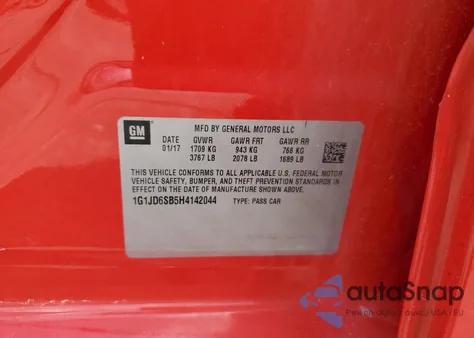 GM
MFD BY GENERAL MOTORS LLC
DATE GVWR GAWR FRT GAWR RR
01/17 1709 KG 943 KG 766 KG
3767 LB 2078 LB 1689 LB
THIS VEHICLE CONFORMS TO ALL APPLICABLE U.S. FEDERAL MOTOR
VEHICLE SAFETY, BUMPER, AND THEFT PREVENTION STANDARDS IN
EFFECT ON THE DATE OF MANUFACTURE SHOWN ABOVE.
1G1JD6SB5H4142044 TYPE: PASS CAR
autoSnap